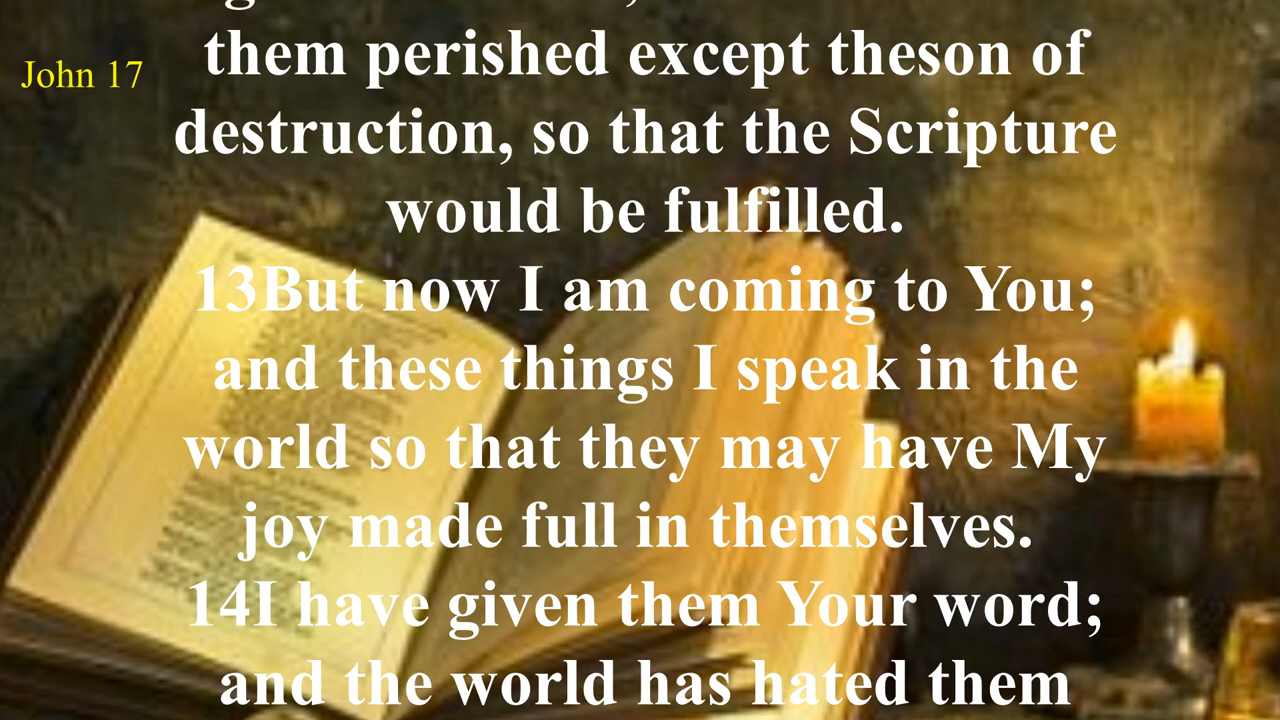 John 17
them perished except theson of
destruction, so that the Scripture
would be fulfilled.
13But now I am coming to You;
and these things I speak in the
world so that they may have My
joy made full in themselves.
14I have given them Your word;
and the world has hated them